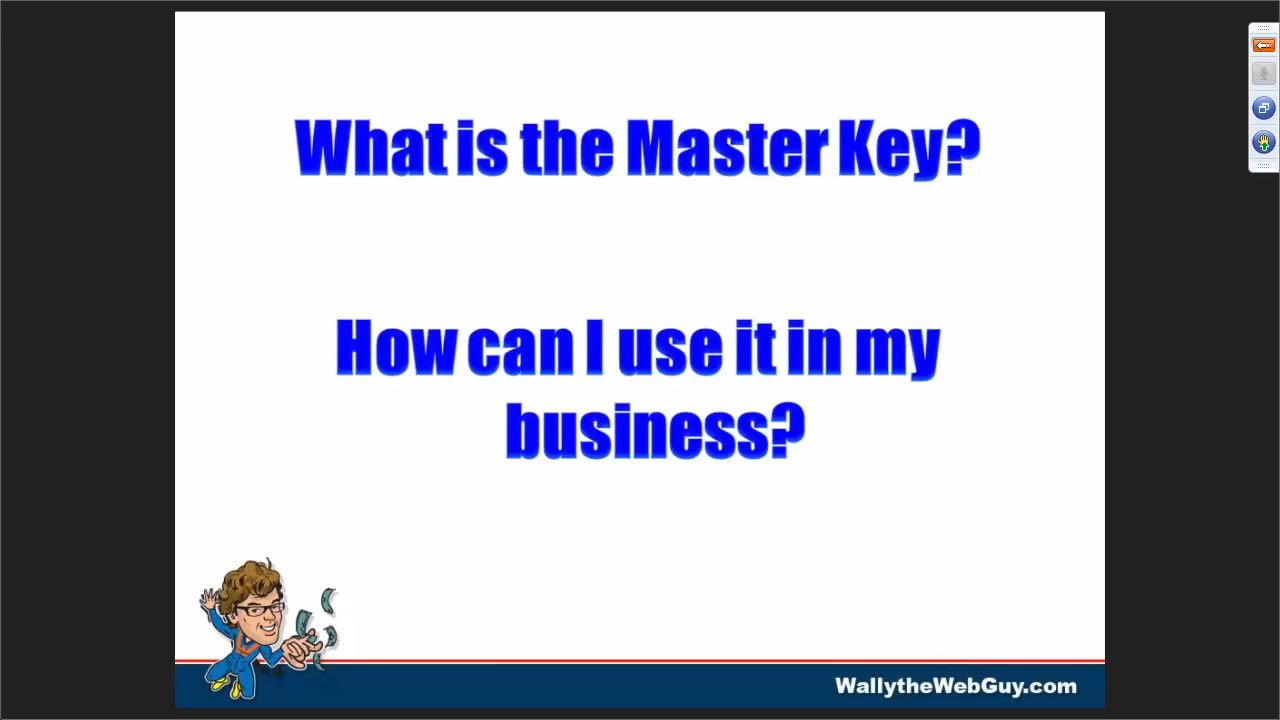 What is the Master Key?
How can I use it in my
business?
WallytheWebGuy.com